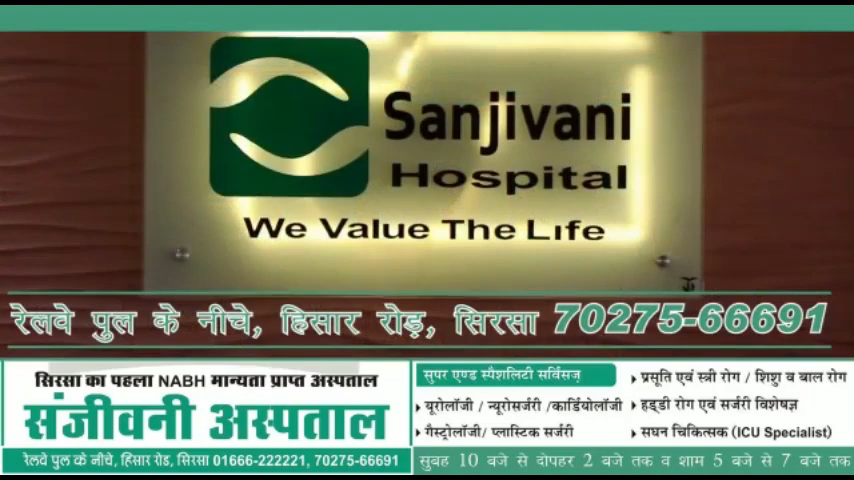 Sanjivani
Hospital
We Value The Life
रेलवे पुल के नीचे, हिसार रोड़, सिरसा 70275-66691
सिरसा का पहला NABH मान्यता प्राप्त अस्पताल
संजीवनी अस्पताल
रेलवे पुल के नीचे, हिसार रोड, सिरसा 01666-222221, 70275-66691
सुपर एण्ड स्पैशलिटी सर्विसज़
यूरोलॉजी / न्यूरोसर्जरी /कार्डियोलॉजी
गैस्ट्रोलॉजी/ प्लास्टिक सर्जरी
प्रसूति एवं स्त्री रोग / शिशु व बाल रोग
हड्डी रोग एवं सर्जरी विशेषज्ञ
सघन चिकित्सक (ICU Specialist)
सुबह 10 बजे से दोपहर 2 बजे तक व शाम 5 बजे से 7 बजे तक